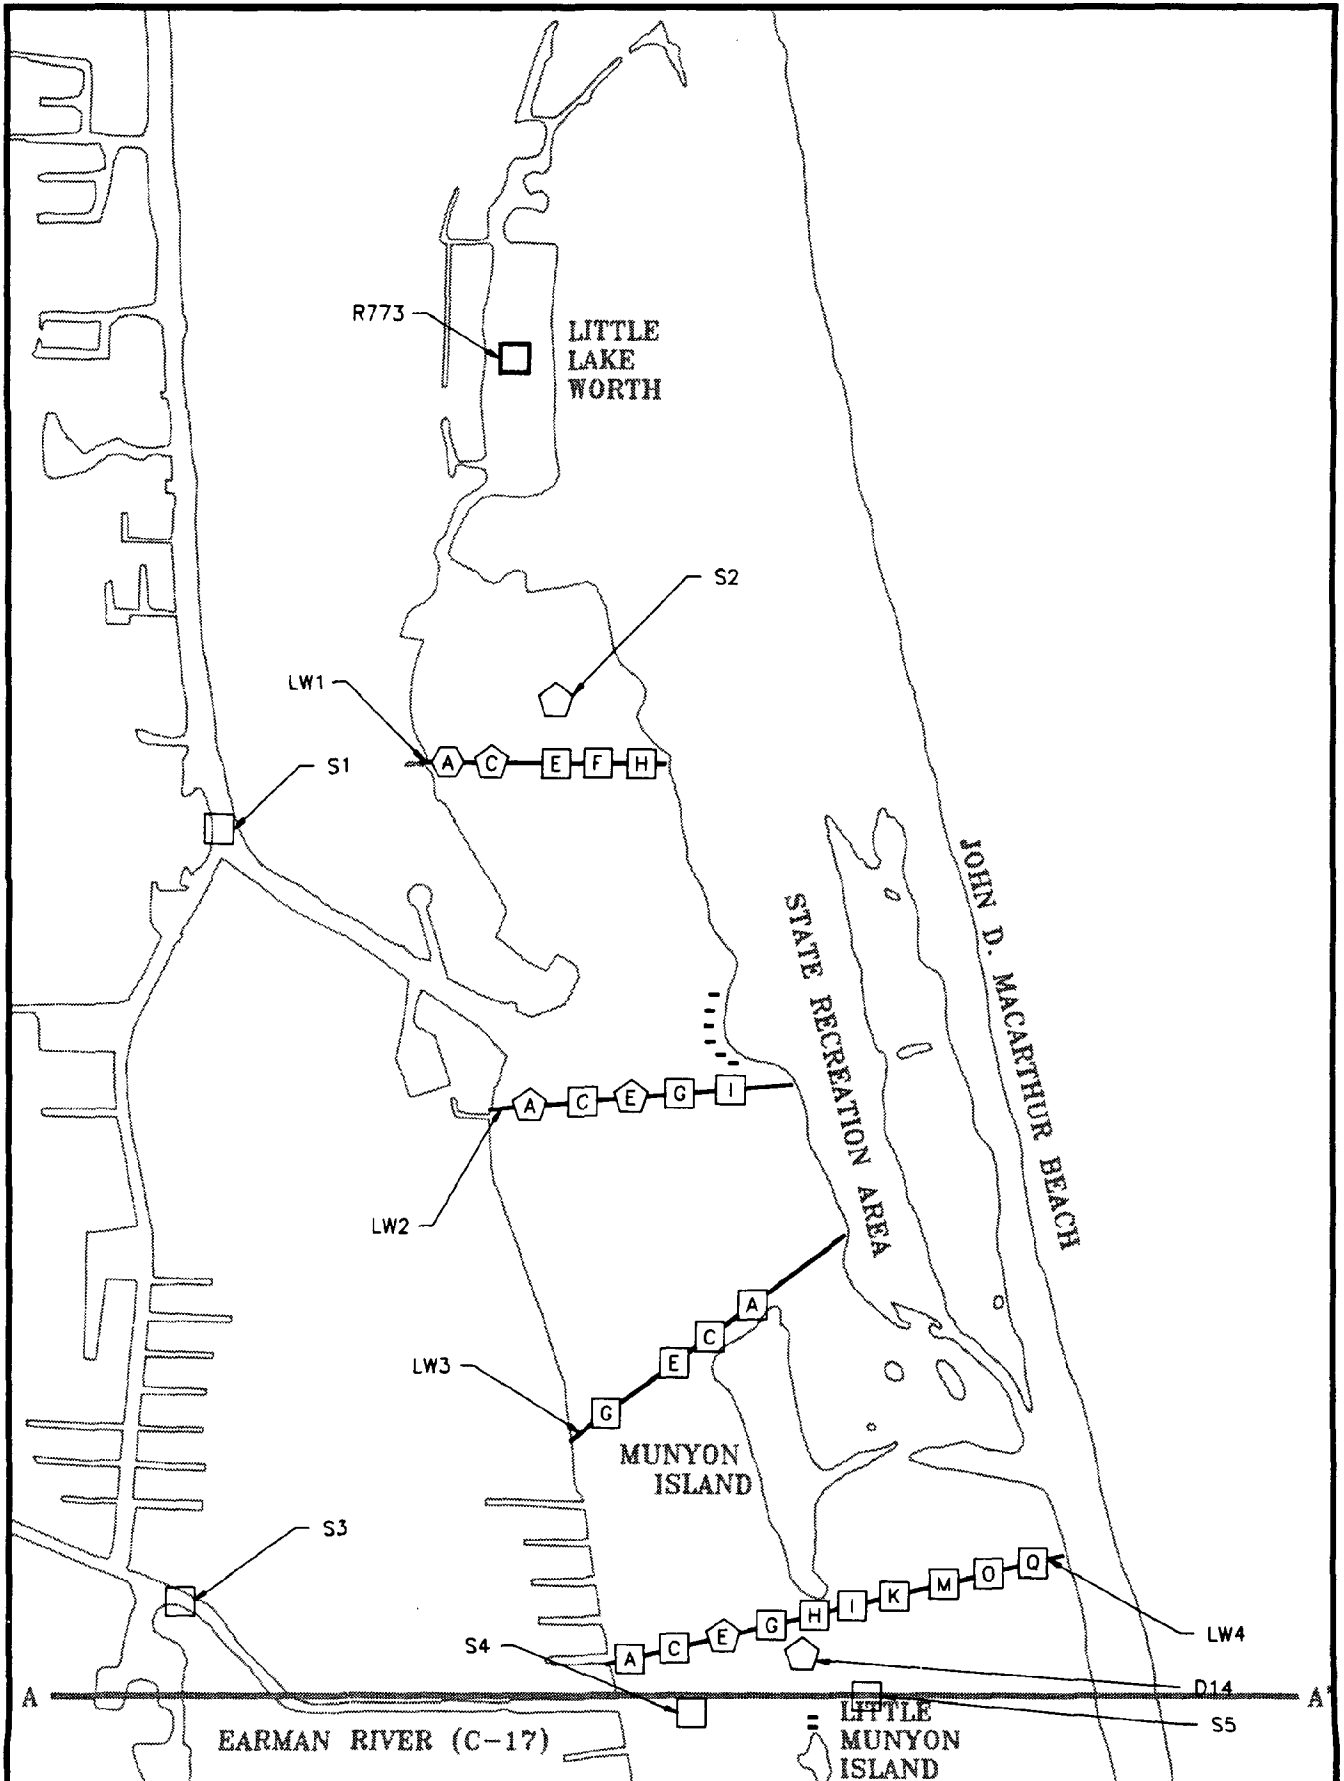 R773
LITTLE
LAKE
WORTH
S2
LW1
A C E F H
S1
JOHN D. MACARTHUR BEACH
STATE RECREATION AREA
A C E G I
LW2
A
C
E
G
LW3
MUNYON
ISLAND
S3
A C E G H I K M O Q
S4
LW4
D14
A
A'
S5
EARMAN RIVER (C-17)
LITTLE
MUNYON
ISLAND